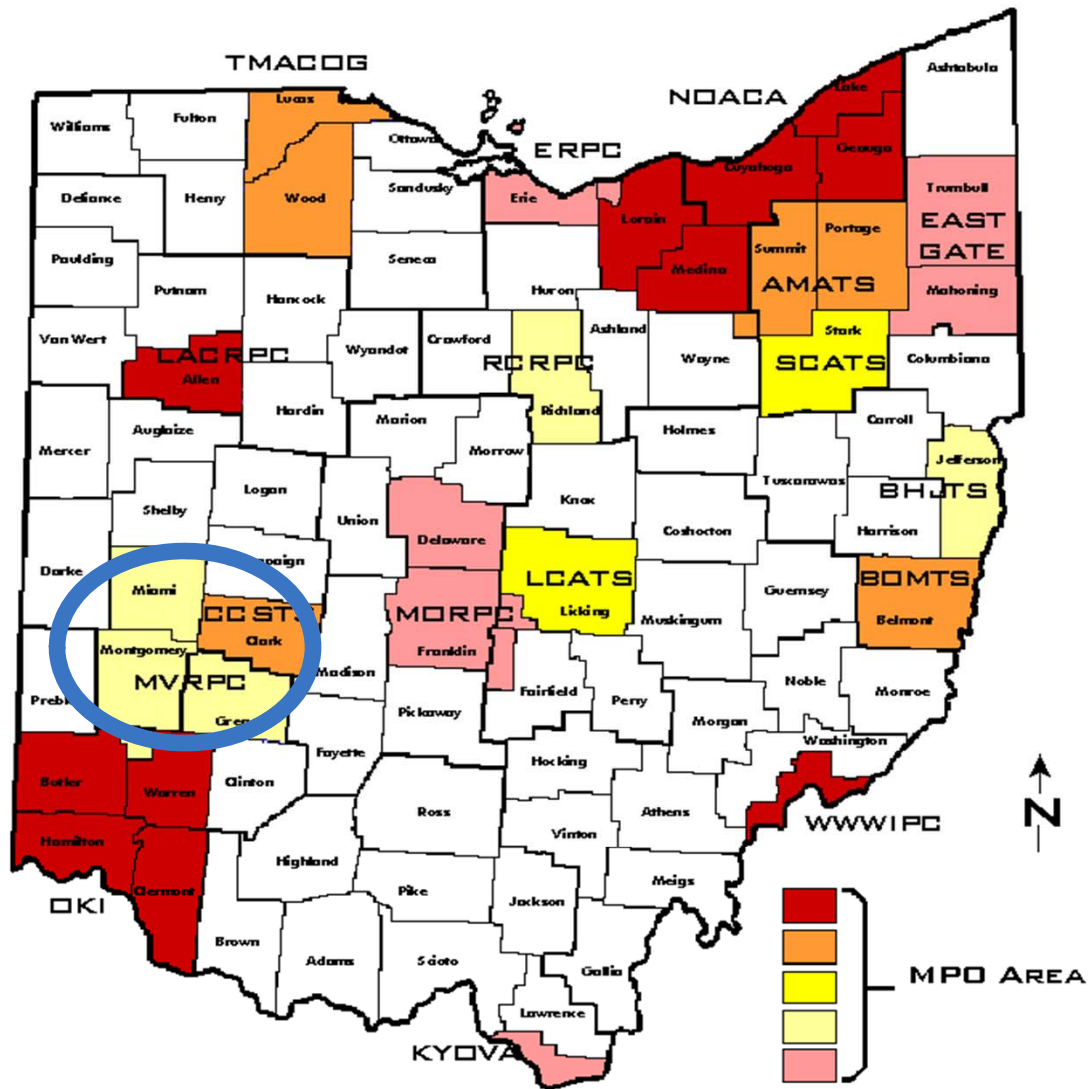 TMACOG
NOACA
ERPC
Ashtabula
Lake
Lucas
Fulton
Williams
Geauga
Ottawa
Cuyahoga
Sandusky
Trumbull
Defiance
Henry
Wood
Erie
EAST
GATE
Lorain
Portage
Summit
Paulding
Seneca
Medina
AMATS
Mahoning
Putnam
Hancock
Huron
Ashland
Stark
Van Wert
LACRPC
Allen
Wyandot
Crawford
RCRPC
Wayne
SCATS
Columbiana
Hardin
Richland
Marion
Carroll
Auglaize
Holmes
Mercer
Morrow
Jefferson
Logan
Tuscarawas
BHJTS
Knox
Shelby
Union
Coshocton
Harrison
Delaware
Darke
Miami
LCATS
BOMTS
Guernsey
CCSTS
MORPC
Licking
Muskingum
Belmont
Clark
Montgomery
Franklin
Madison
MVRPC
Noble
Fairfield
Monroe
Perry
Pickaway
Morgan
Washington
Fayette
Hocking
Butler
Warren
Clinton
Ross
Athens
WWWIPC
N
Hamilton
Vinton
Highland
Meigs
Clermont
Pike
Jackson
OKI
Brown
Adams
Scioto
Gallia
MPO AREA
Lawrence
KYOVA